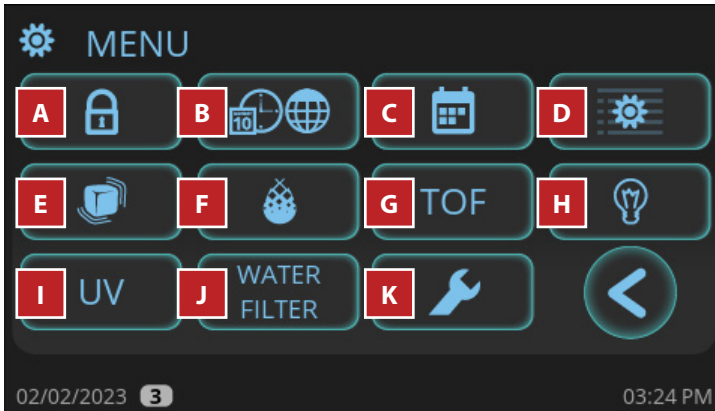 MENU
A
B 10
C
D
E
F
G TOF
H
I UV
J WATER
FILTER
K
02/02/2023 3 03:24 PM